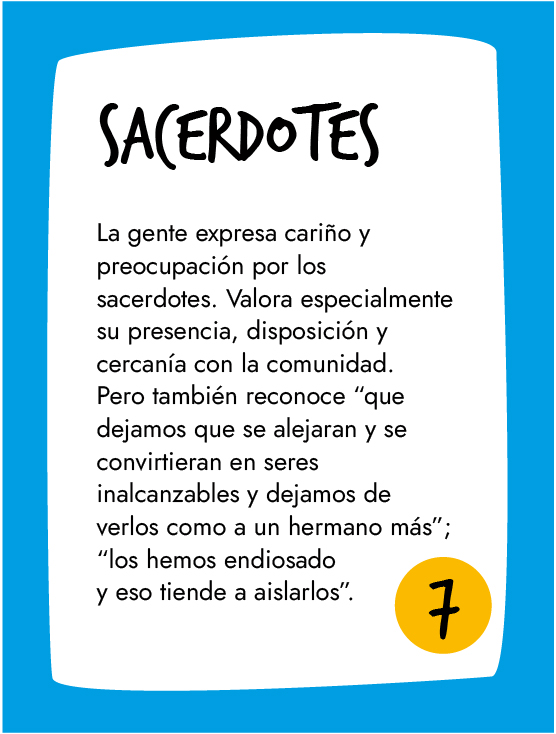 SACERDOTES
La gente expresa cariño y
preocupación por los
sacerdotes. Valora especialmente
su presencia, disposición y
cercanía con la comunidad.
Pero también reconoce “que
dejamos que se alejaran y se
convirtieran en seres
inalcanzables y dejamos de
verlos como a un hermano más”;
“los hemos endiosado
y eso tiende a aislarlos”.
7